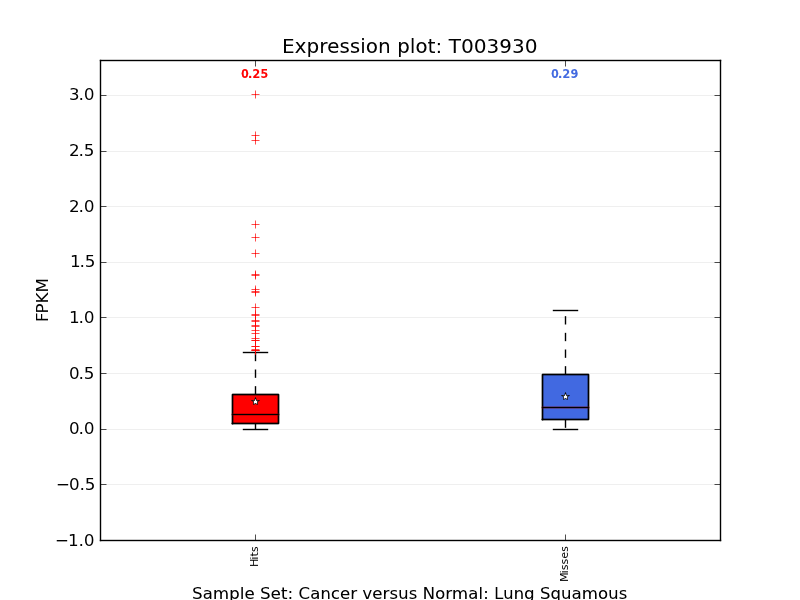 Expression plot: T003930
0.25 0.29
3.0
2.5
2.0
1.5
1.0
0.5
0.0
−0.5
−1.0
FPKM
Hits Misses
Sample Set: Cancer versus Normal: Lung Squamous